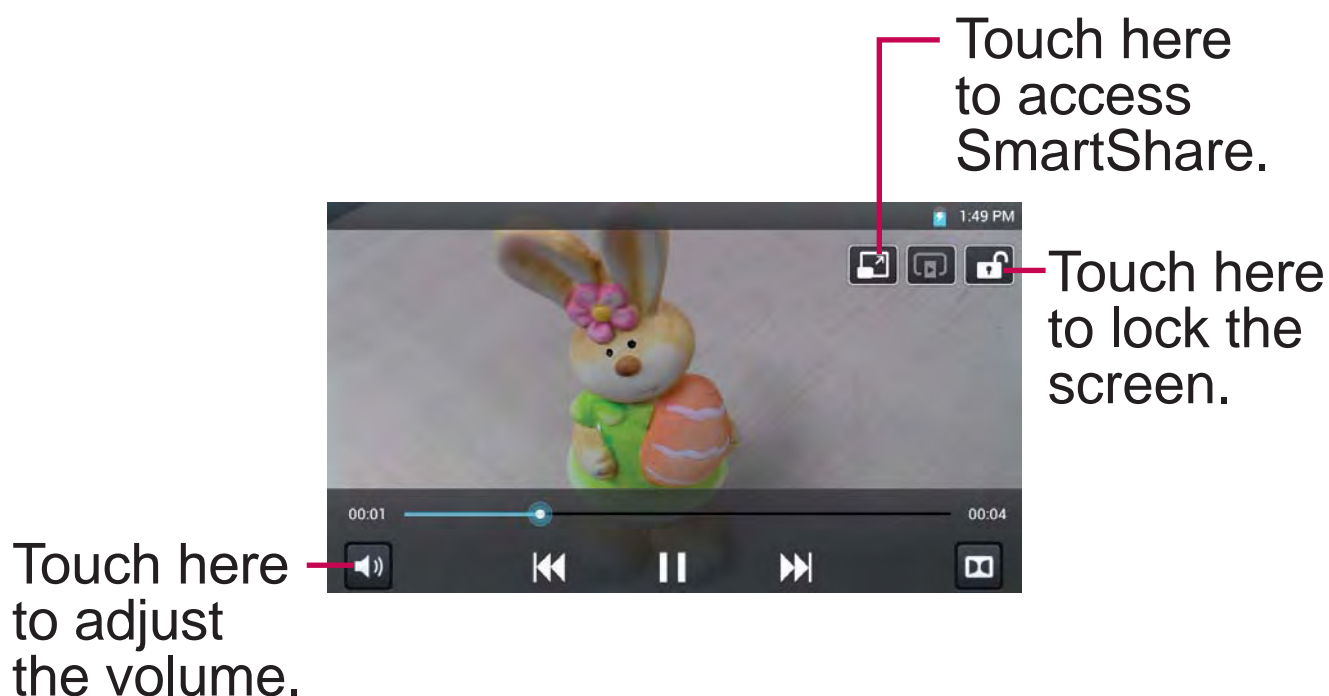 Touch here
to access
SmartShare.
1:49 PM
Touch here
to lock the
screen.
00:01
00:04
Touch here
to adjust
the volume.